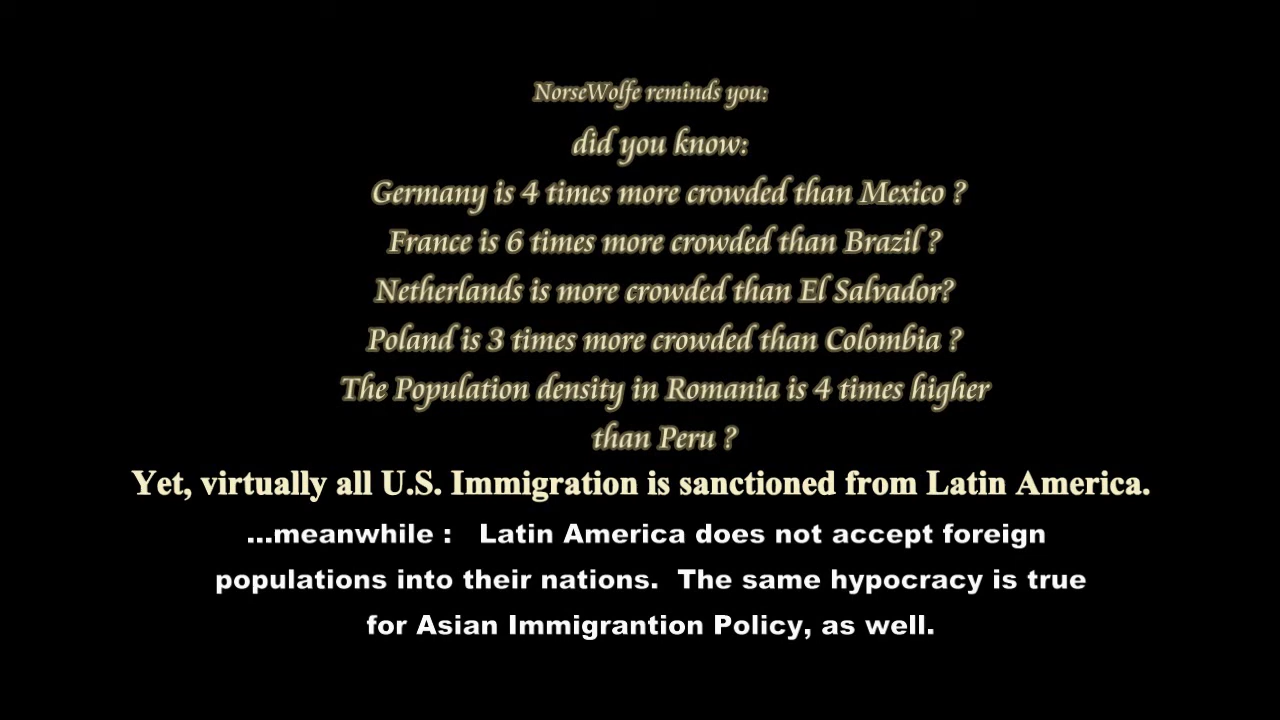 NorseWolfe reminds you:
did you know:
Germany is 4 times more crowded than Mexico ?
France is 6 times more crowded than Brazil ?
Netherlands is more crowded than El Salvador?
Poland is 3 times more crowded than Colombia ?
The Population density in Romania is 4 times higher
than Peru ?
Yet, virtually all U.S. Immigration is sanctioned from Latin America.
...meanwhile : Latin America does not accept foreign
populations into their nations. The same hypocracy is true
for Asian Immigrantion Policy, as well.